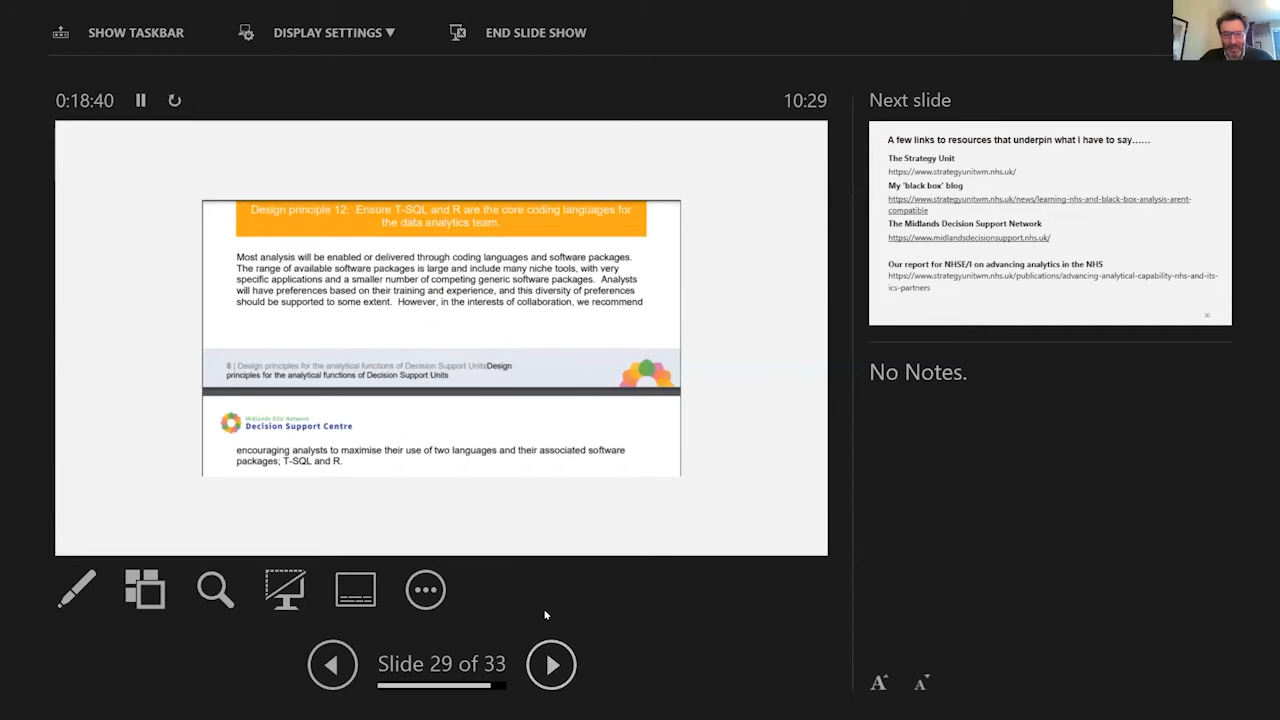 SHOW TASKBAR
DISPLAY SETTINGS ▼
END SLIDE SHOW
0:18:40
10:29
Design principle 12: Ensure T-SQL and R are the core coding languages for
the data analytics team.
Most analysis will be enabled or delivered through coding languages and software packages.
The range of available software packages is large and include many niche tools, with very
specific applications and a smaller number of competing generic software packages. Analysts
will have preferences based on their training and experience, and this diversity of preferences
should be supported to some extent. However, in the interests of collaboration, we recommend
8 | Design principles for the analytical functions of Decision Support UnitsDesign
principles for the analytical functions of Decision Support Units
Midlands DSU Network
Decision Support Centre
encouraging analysts to maximise their use of two languages and their associated software
packages; T-SQL and R.
Slide 29 of 33
Next slide
A few links to resources that underpin what I have to say......
The Strategy Unit
https://www.strategyunitwm.nhs.uk/
My 'black box' blog
https://www.strategyunitwm.nhs.uk/news/learning-nhs-and-black-box-analysis-arent-
compatible
The Midlands Decision Support Network
https://www.midlandsdecisionsupport.nhs.uk/
Our report for NHSE/I on advancing analytics in the NHS
https://www.strategyunitwm.nhs.uk/publications/advancing-analytical-capability-nhs-and-its-
ics-partners
30
No Notes.
A A